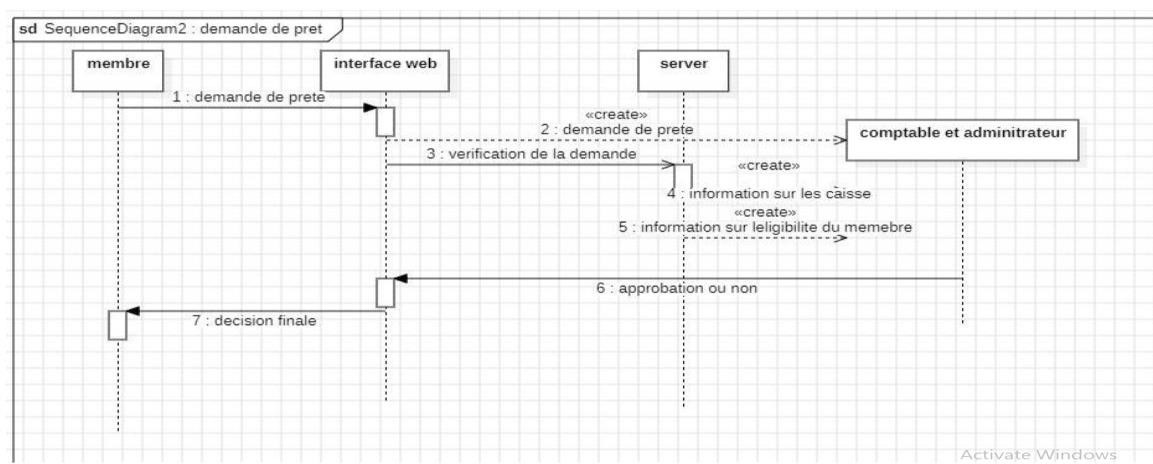 sd SequenceDiagram2 : demande de pret
membre
interface web
server
1 : demande de prete
«create»
2 : demande de prete
comptable et adminitrateur
3 : verification de la demande
«create»
4 : information sur les caisse
«create»
5 : information sur leligibilite du memebre
6 : approbation ou non
7 : decision finale
Activate Windows